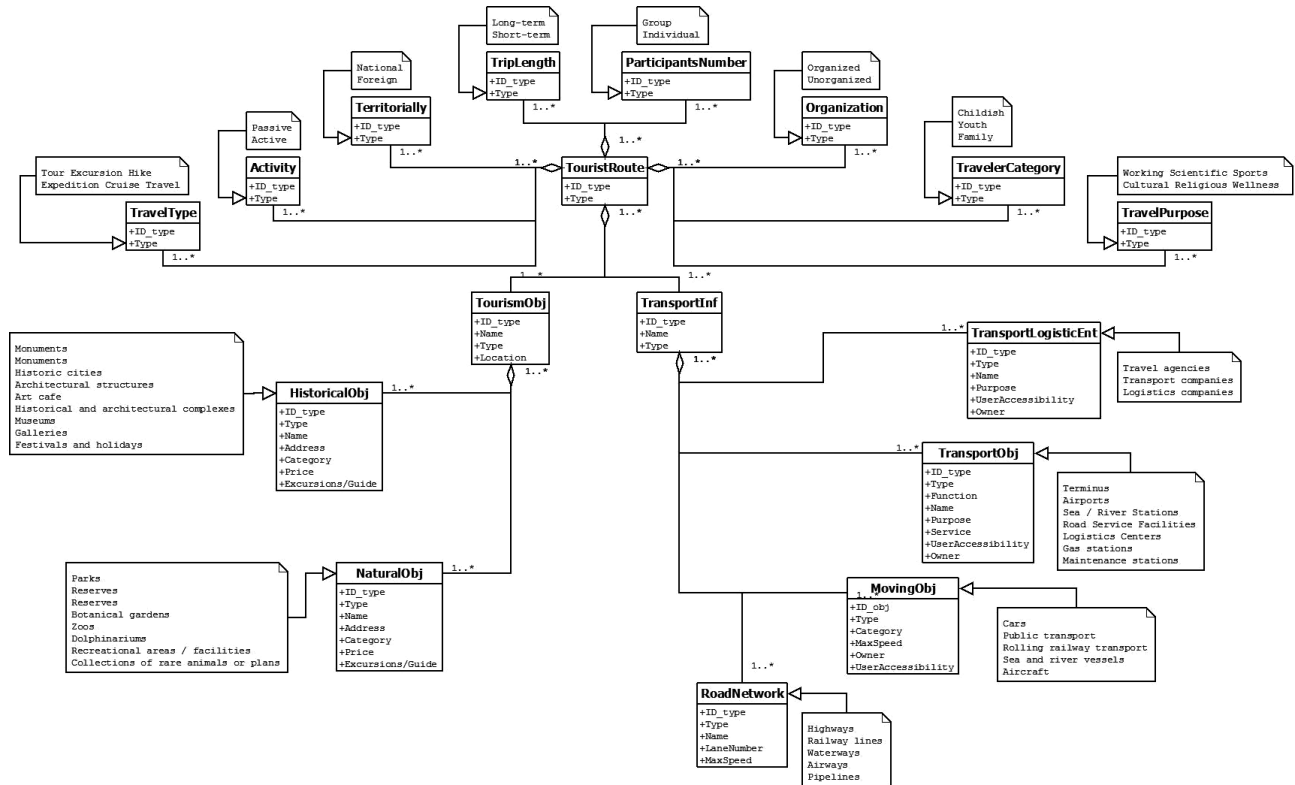 Long-term
Short-term
TripLength
+ID_type
+Type
1..*
Group
Individual
ParticipantsNumber
+ID_type
+Type
1..*
National
Foreign
Territorially
+ID_type
+Type
1..*
Organized
Unorganized
Organization
+ID_type
+Type
1..*
Passive
Active
Activity
+ID_type
+Type
1..*
Childish
Youth
Family
TravelerCategory
+ID_type
+Type
1..*
Tour Excursion Hike
Expedition Cruise Travel
TravelType
+ID_type
+Type
1..*
Working Scientific Sports
Cultural Religious Wellness
TravelPurpose
+ID_type
+Type
1..*
1..*
1..*
1..*
TouristRoute
+ID_type
+Type
1..*
1..*
TourismObj
+ID_type
+Name
+Type
+Location
1..*
1..*
TransportInf
+ID_type
+Name
+Type
1..*
Monuments
Monuments
Historic cities
Architectural structures
Art cafe
Historical and architectural complexes
Museums
Galleries
Festivals and holidays
HistoricalObj
+ID_type
+Type
+Name
+Address
+Category
+Price
+Excursions/Guide
1..*
Parks
Reserves
Reserves
Botanical gardens
Zoos
Dolphinariums
Recreational areas / facilities
Collections of rare animals or plans
NaturalObj
+ID_type
+Type
+Name
+Address
+Category
+Price
+Excursions/Guide
1..*
1..*
TransportLogisticEnt
+ID_type
+Type
+Name
+Purpose
+UserAccessibility
+Owner
Travel agencies
Transport companies
Logistics companies
1..*
TransportObj
+ID_type
+Type
+Function
+Name
+Purpose
+Service
+UserAccessibility
+Owner
Terminus
Airports
Sea / River Stations
Road Service Facilities
Logistics Centers
Gas stations
Maintenance stations
MovingObj
1..*
+ID_obj
+Type
+Category
+MaxSpeed
+Owner
+UserAccessibility
Cars
Public transport
Rolling railway transport
Sea and river vessels
Aircraft
1..*
RoadNetwork
+ID_type
+Type
+Name
+LaneNumber
+MaxSpeed
Highways
Railway lines
Waterways
Airways
Pipelines